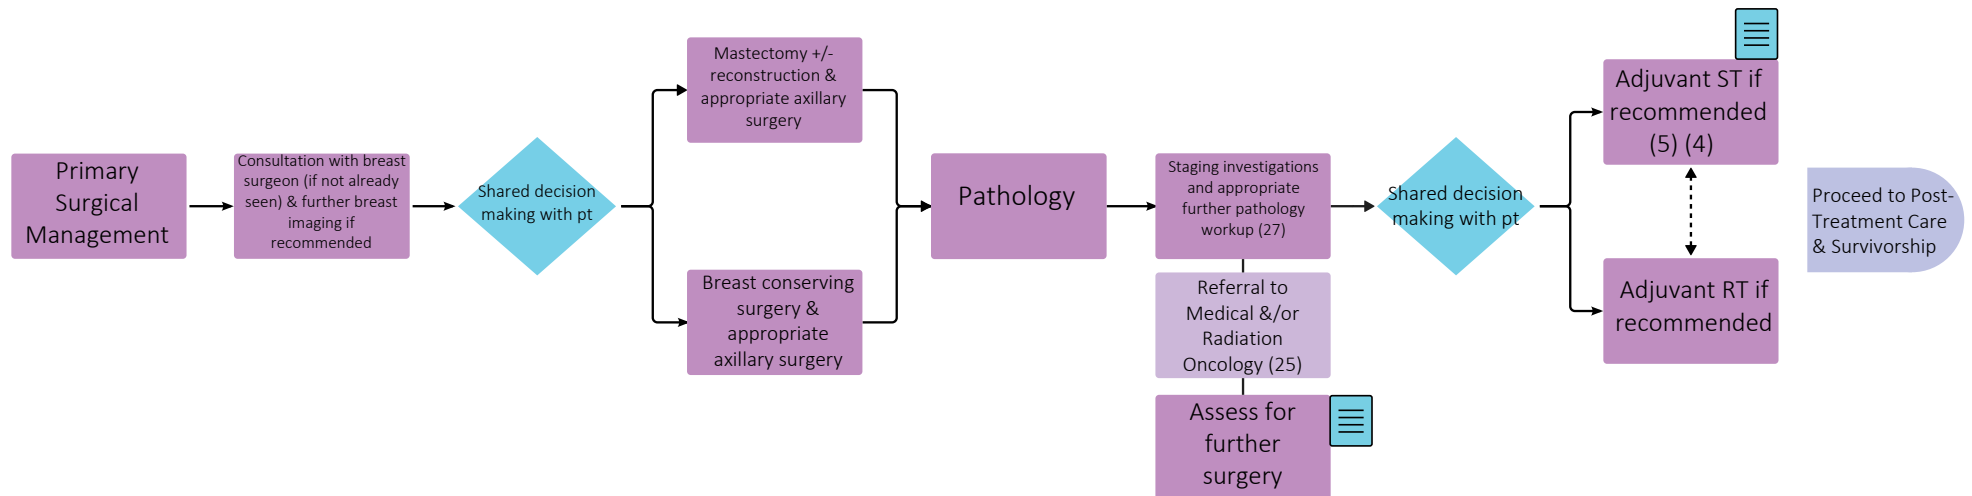 Primary
Surgical
Management
Consultation with breast
surgeon (if not already
seen) & further breast
imaging if
recommended
Shared decision
making with pt
Mastectomy +/-
reconstruction &
appropriate axillary
surgery
Breast conserving
surgery &
appropriate
axillary surgery
Pathology
Staging investigations
and appropriate
further pathology
workup (27)
Referral to
Medical &/or
Radiation
Oncology (25)
Assess for
further
surgery
Shared decision
making with pt
Adjuvant ST if
recommended
(5) (4)
Adjuvant RT if
recommended
Proceed to Post-
Treatment Care
& Survivorship